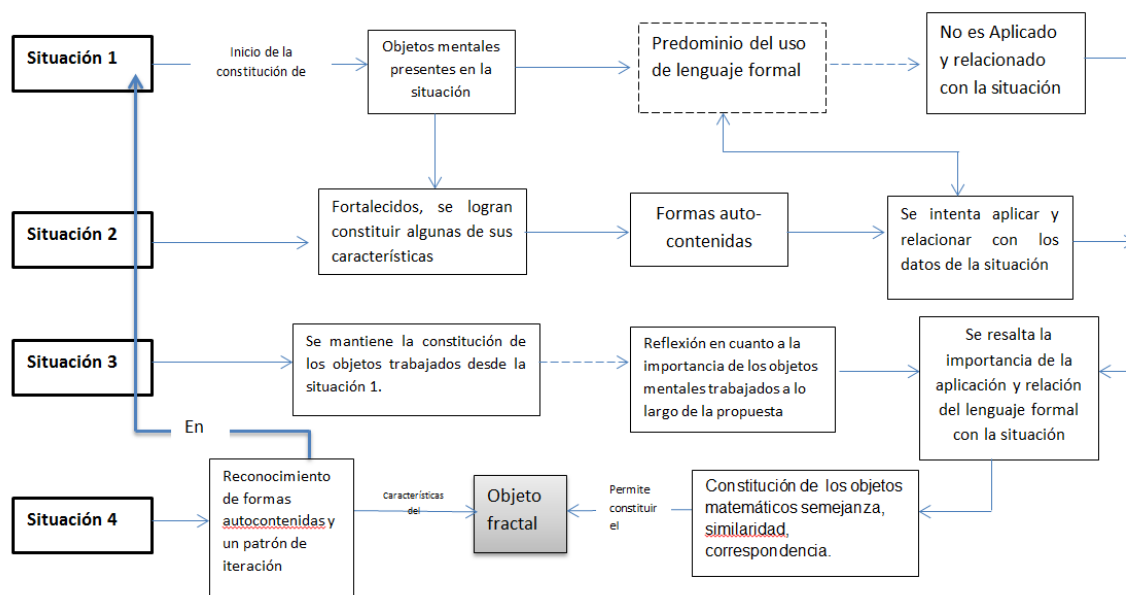 Situación 1
Inicio de la
constitución de
Objetos mentales
presentes en la
situación
Predominio del uso
de lenguaje formal
No es Aplicado
y relacionado
con la situación
Situación 2
Fortalecidos, se logran
constituir algunas de sus
características
Formas auto-
contenidas
Se intenta aplicar y
relacionar con los
datos de la situación
Situación 3
Se mantiene la constitución de
los objetos trabajados desde la
situación 1.
Reflexión en cuanto a la
importancia de los objetos
mentales trabajados a lo
largo de la propuesta
Se resalta la
importancia de la
aplicación y relación
del lenguaje formal
con la situación
En
Situación 4
Reconocimiento
de formas
autocontenidas y
un patrón de
iteración
Características
del
Objeto
fractal
Permite
constituir
el
Constitución de los objetos
matemáticos semejanza,
similaridad,
correspondencia.